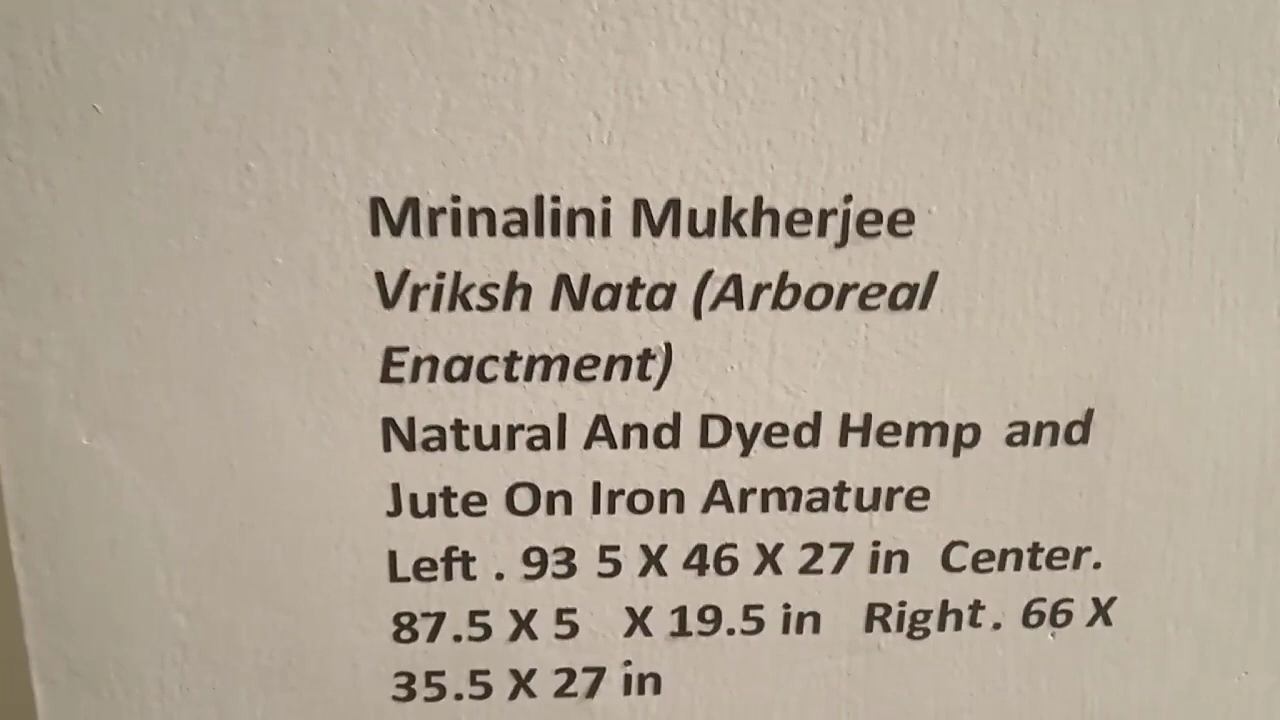 Mrinalini Mukherjee
Vriksh Nata (Arboreal
Enactment)
Natural And Dyed Hemp and
Jute On Iron Armature
Left . 93 5 X 46 X 27 in Center.
87.5 X 5 X 19.5 in Right. 66 X
35.5 X 27 in